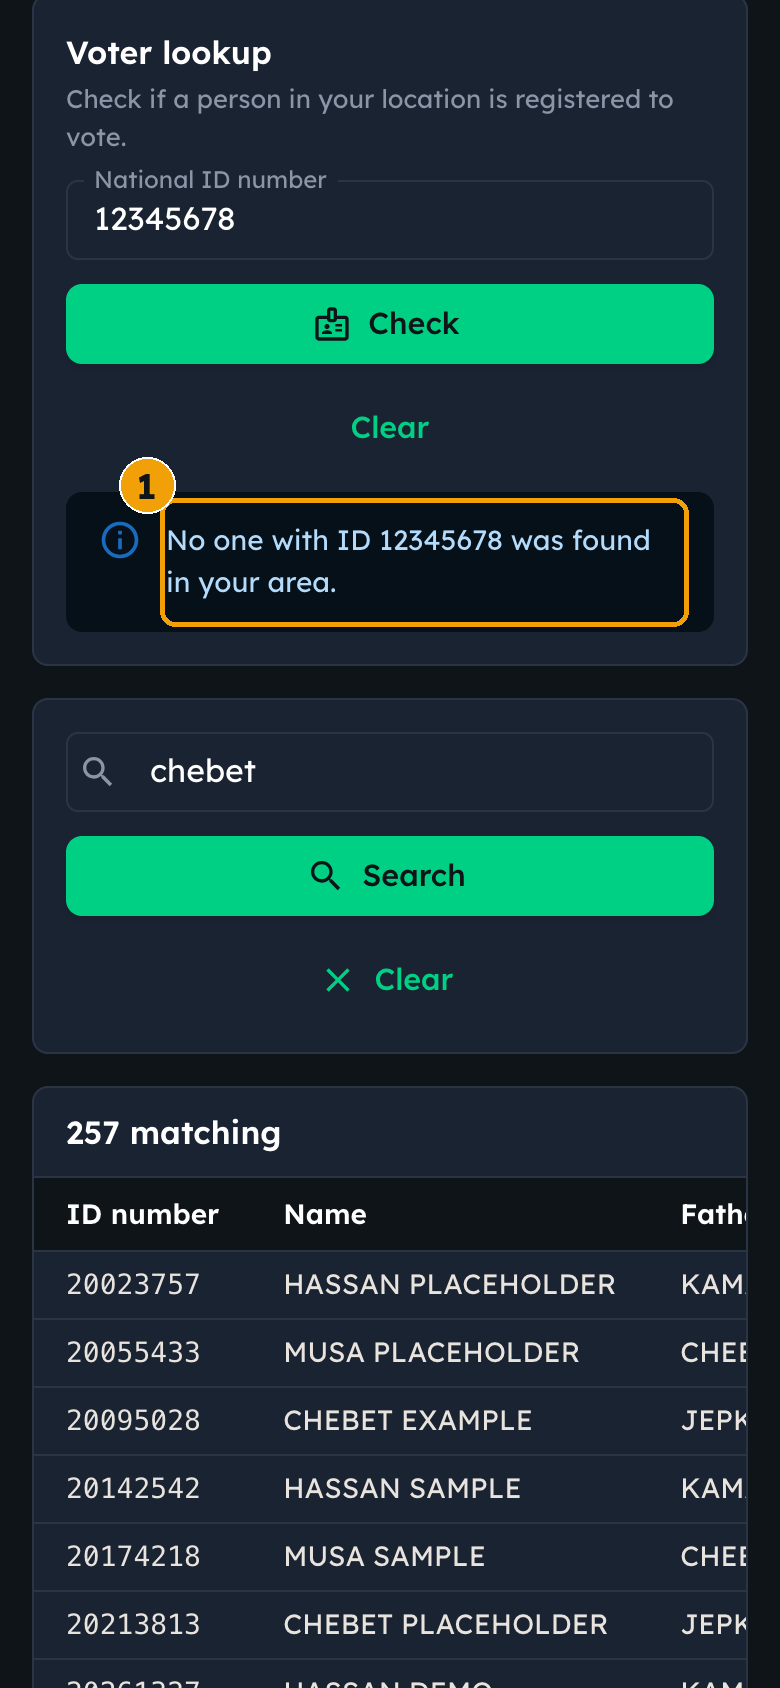 Voter lookup
Check if a person in your location is registered to
vote.
National ID number
12345678
Check
Clear
1
No one with ID 12345678 was found
in your area.
chebet
Search
Clear
257 matching
ID number Name
20023757 HASSAN PLACEHOLDER
20055433 MUSA PLACEHOLDER
20095028 CHEBET EXAMPLE
20142542 HASSAN SAMPLE
20174218 MUSA SAMPLE
20213813 CHEBET PLACEHOLDER